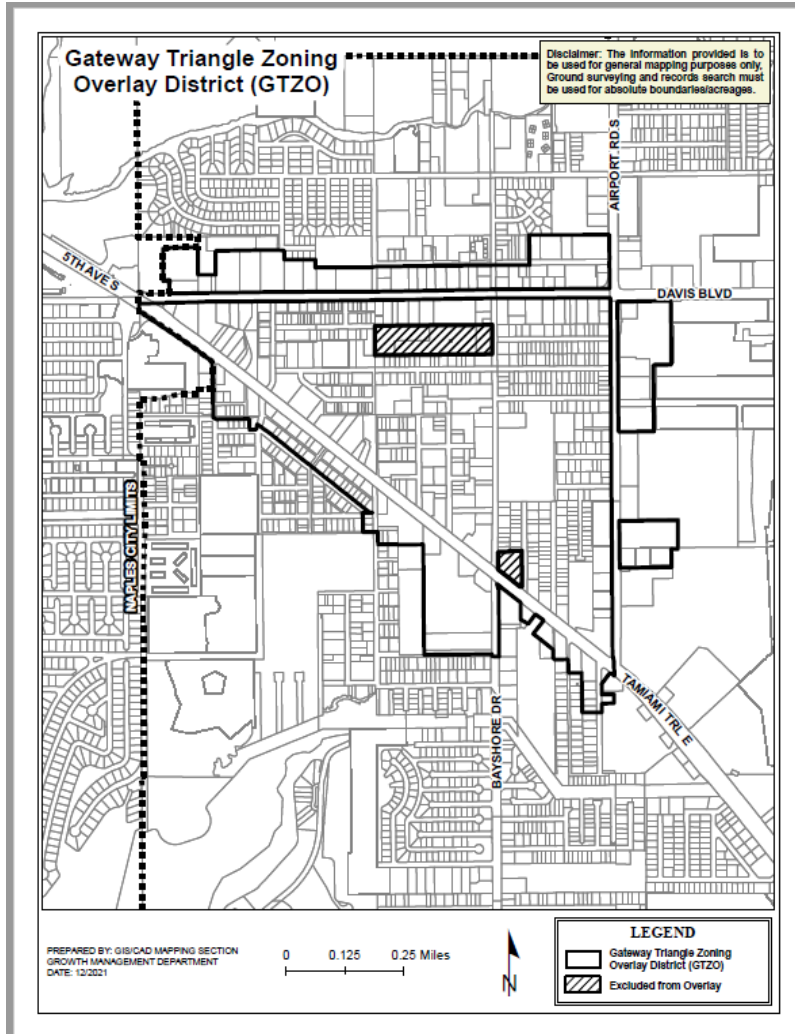 Gateway Triangle Zoning
Overlay District (GTZO)
Disclaimer: The information provided is to
be used for general mapping purposes only,
Ground surveying and records search must
be used for absolute boundaries/acreages.
AIRPORT RD S
5TH AVE S
DAVIS BLVD
NAPLES CITY LIMITS
TAMIAMI TRL E
BAYSHORE DR
PREPARED BY: GIS/CAD MAPPING SECTION
GROWTH MANAGEMENT DEPARTMENT
DATE: 12/2021
0 0.125 0.25 Miles
N
LEGEND
Gateway Triangle Zoning
Overlay District (GTZO)
Excluded from Overlay